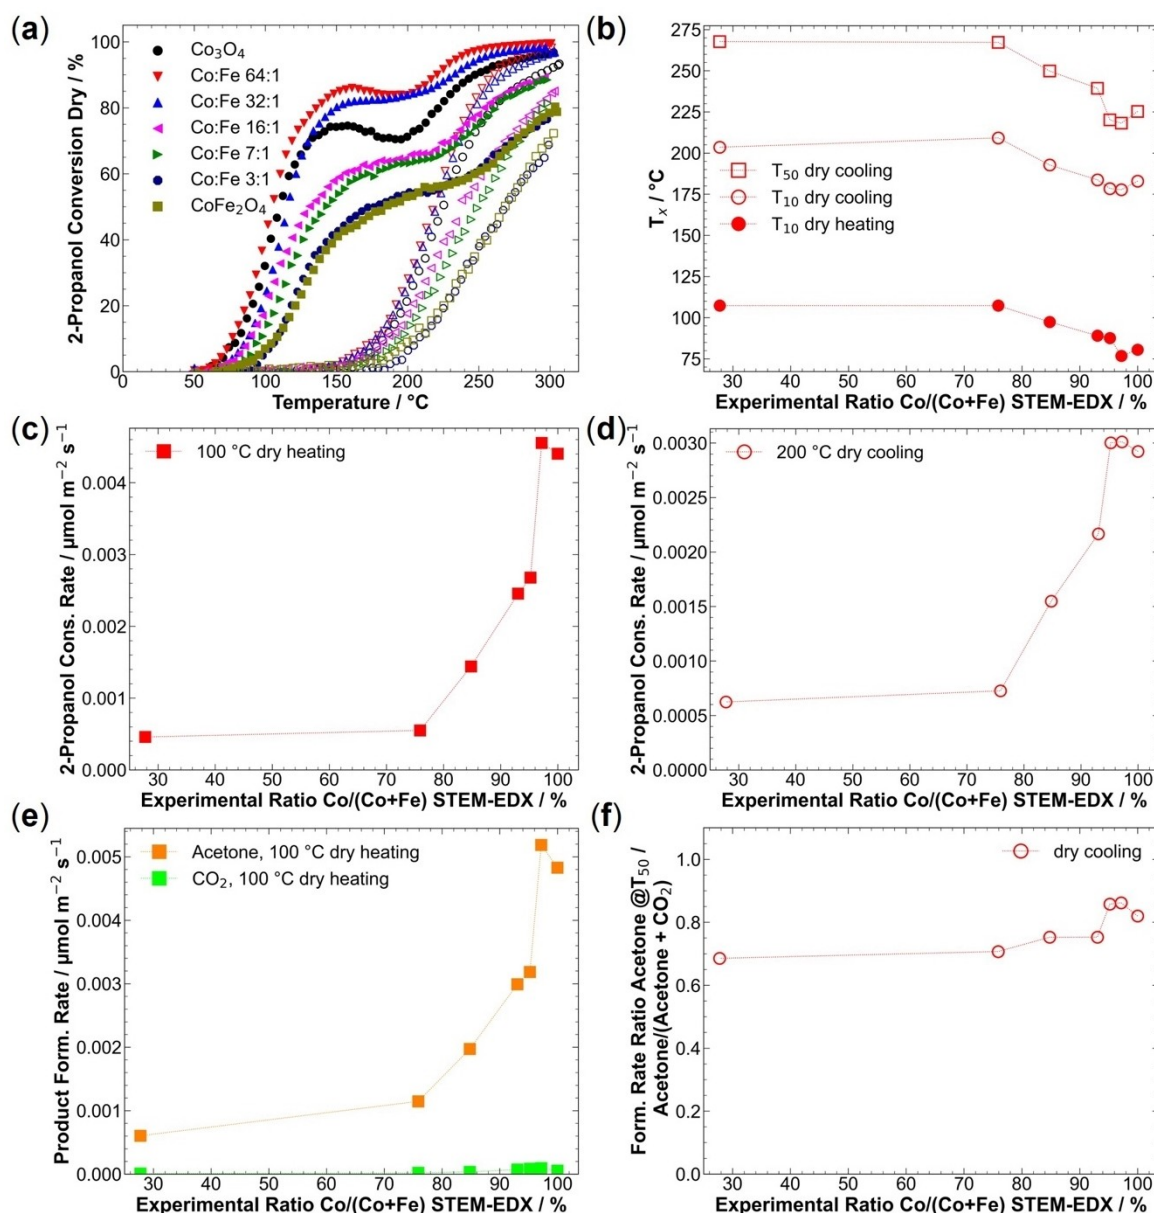 (a)
2-Propanol Conversion Dry / %
100
80
60
40
20
0
Co₃O₄
Co:Fe 64:1
Co:Fe 32:1
Co:Fe 16:1
Co:Fe 7:1
Co:Fe 3:1
CoFe₂O₄
0 50 100 150 200 250 300
Temperature / °C
(b)
Tₓ / °C
275
250
225
200
175
150
125
100
75
T₅₀ dry cooling
T₁₀ dry cooling
T₁₀ dry heating
30 40 50 60 70 80 90 100
Experimental Ratio Co/(Co+Fe) STEM-EDX / %
(c)
2-Propanol Cons. Rate / µmol m⁻² s⁻¹
0.004
0.003
0.002
0.001
0.000
100 °C dry heating
30 40 50 60 70 80 90 100
Experimental Ratio Co/(Co+Fe) STEM-EDX / %
(d)
2-Propanol Cons. Rate / µmol m⁻² s⁻¹
0.0030
0.0025
0.0020
0.0015
0.0010
0.0005
0.0000
200 °C dry cooling
30 40 50 60 70 80 90 100
Experimental Ratio Co/(Co+Fe) STEM-EDX / %
(e)
Product Form. Rate / µmol m⁻² s⁻¹
0.005
0.004
0.003
0.002
0.001
0.000
Acetone, 100 °C dry heating
CO₂, 100 °C dry heating
30 40 50 60 70 80 90 100
Experimental Ratio Co/(Co+Fe) STEM-EDX / %
(f)
Form. Rate Ratio Acetone @T₅₀ /
Acetone/(Acetone + CO₂)
1.0
0.8
0.6
0.4
0.2
0.0
dry cooling
30 40 50 60 70 80 90 100
Experimental Ratio Co/(Co+Fe) STEM-EDX / %